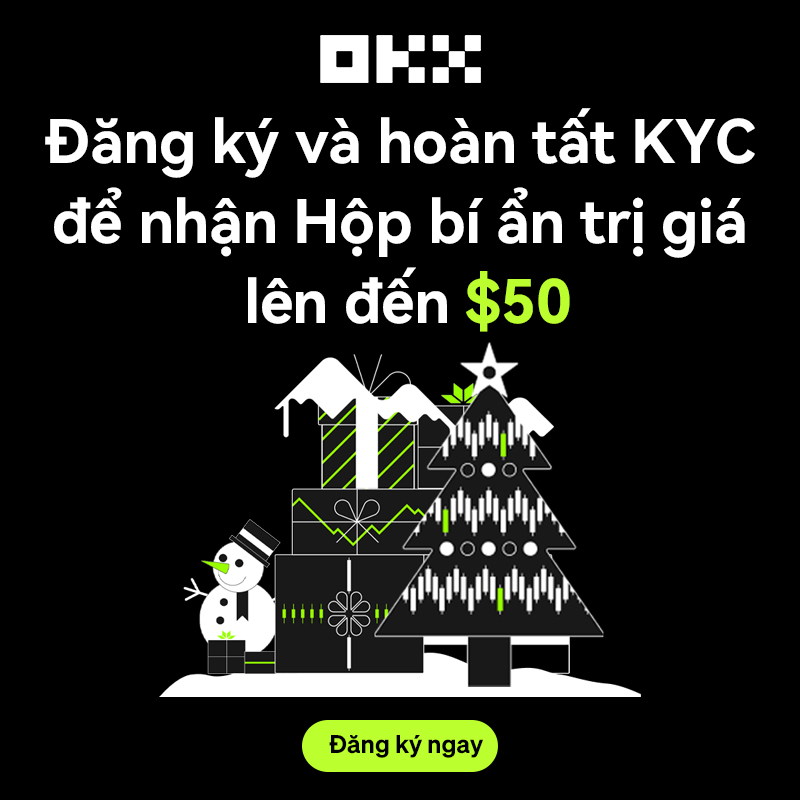 OKX
Đăng ký và hoàn tất KYC
để nhận Hộp bí ẩn trị giá
lên đến $50
Đăng ký ngay